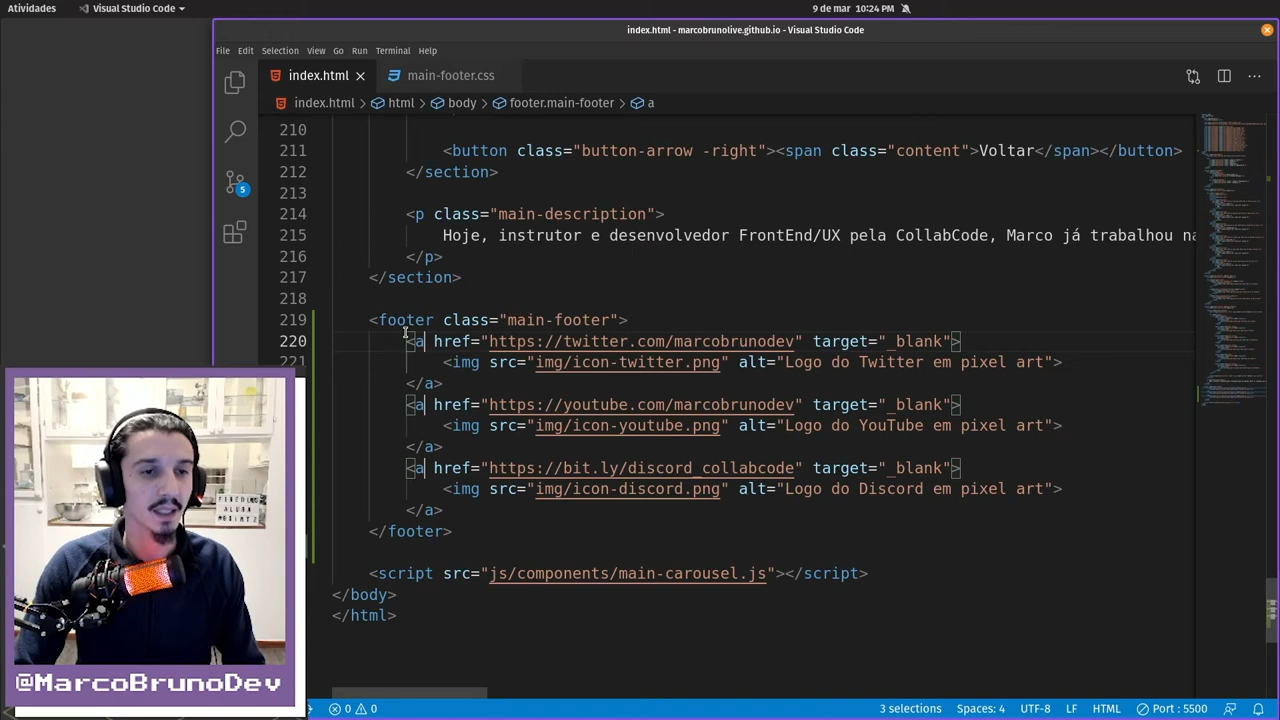 Atividades
Visual Studio Code
9 de mar 10:24 PM
index.html - marcobrunolive.github.io - Visual Studio Code
File Edit Selection View Go Run Terminal Help
index.html
main-footer.css
index.html > html > body > footer.main-footer > a
210
211 <button class="button-arrow -right"><span class="content">Voltar</span></button>
212 </section>
213
214 <p class="main-description">
215 Hoje, instrutor e desenvolvedor FrontEnd/UX pela Collabcode, Marco já trabalhou na
216 </p>
217 </section>
218
219 <footer class="main-footer">
220 <a href="https://twitter.com/marcobrunodev" target="_blank">
221 <img src="img/icon-twitter.png" alt="Logo do Twitter em pixel art">
</a>
<a href="https://youtube.com/marcobrunodev" target="_blank">
<img src="img/icon-youtube.png" alt="Logo do YouTube em pixel art">
</a>
<a href="https://bit.ly/discord_collabcode" target="_blank">
<img src="img/icon-discord.png" alt="Logo do Discord em pixel art">
</a>
</footer>
<script src="js/components/main-carousel.js"></script>
</body>
</html>
5
@MarcoBrunoDev
0 0
3 selections Spaces: 4 UTF-8 LF HTML Port : 5500